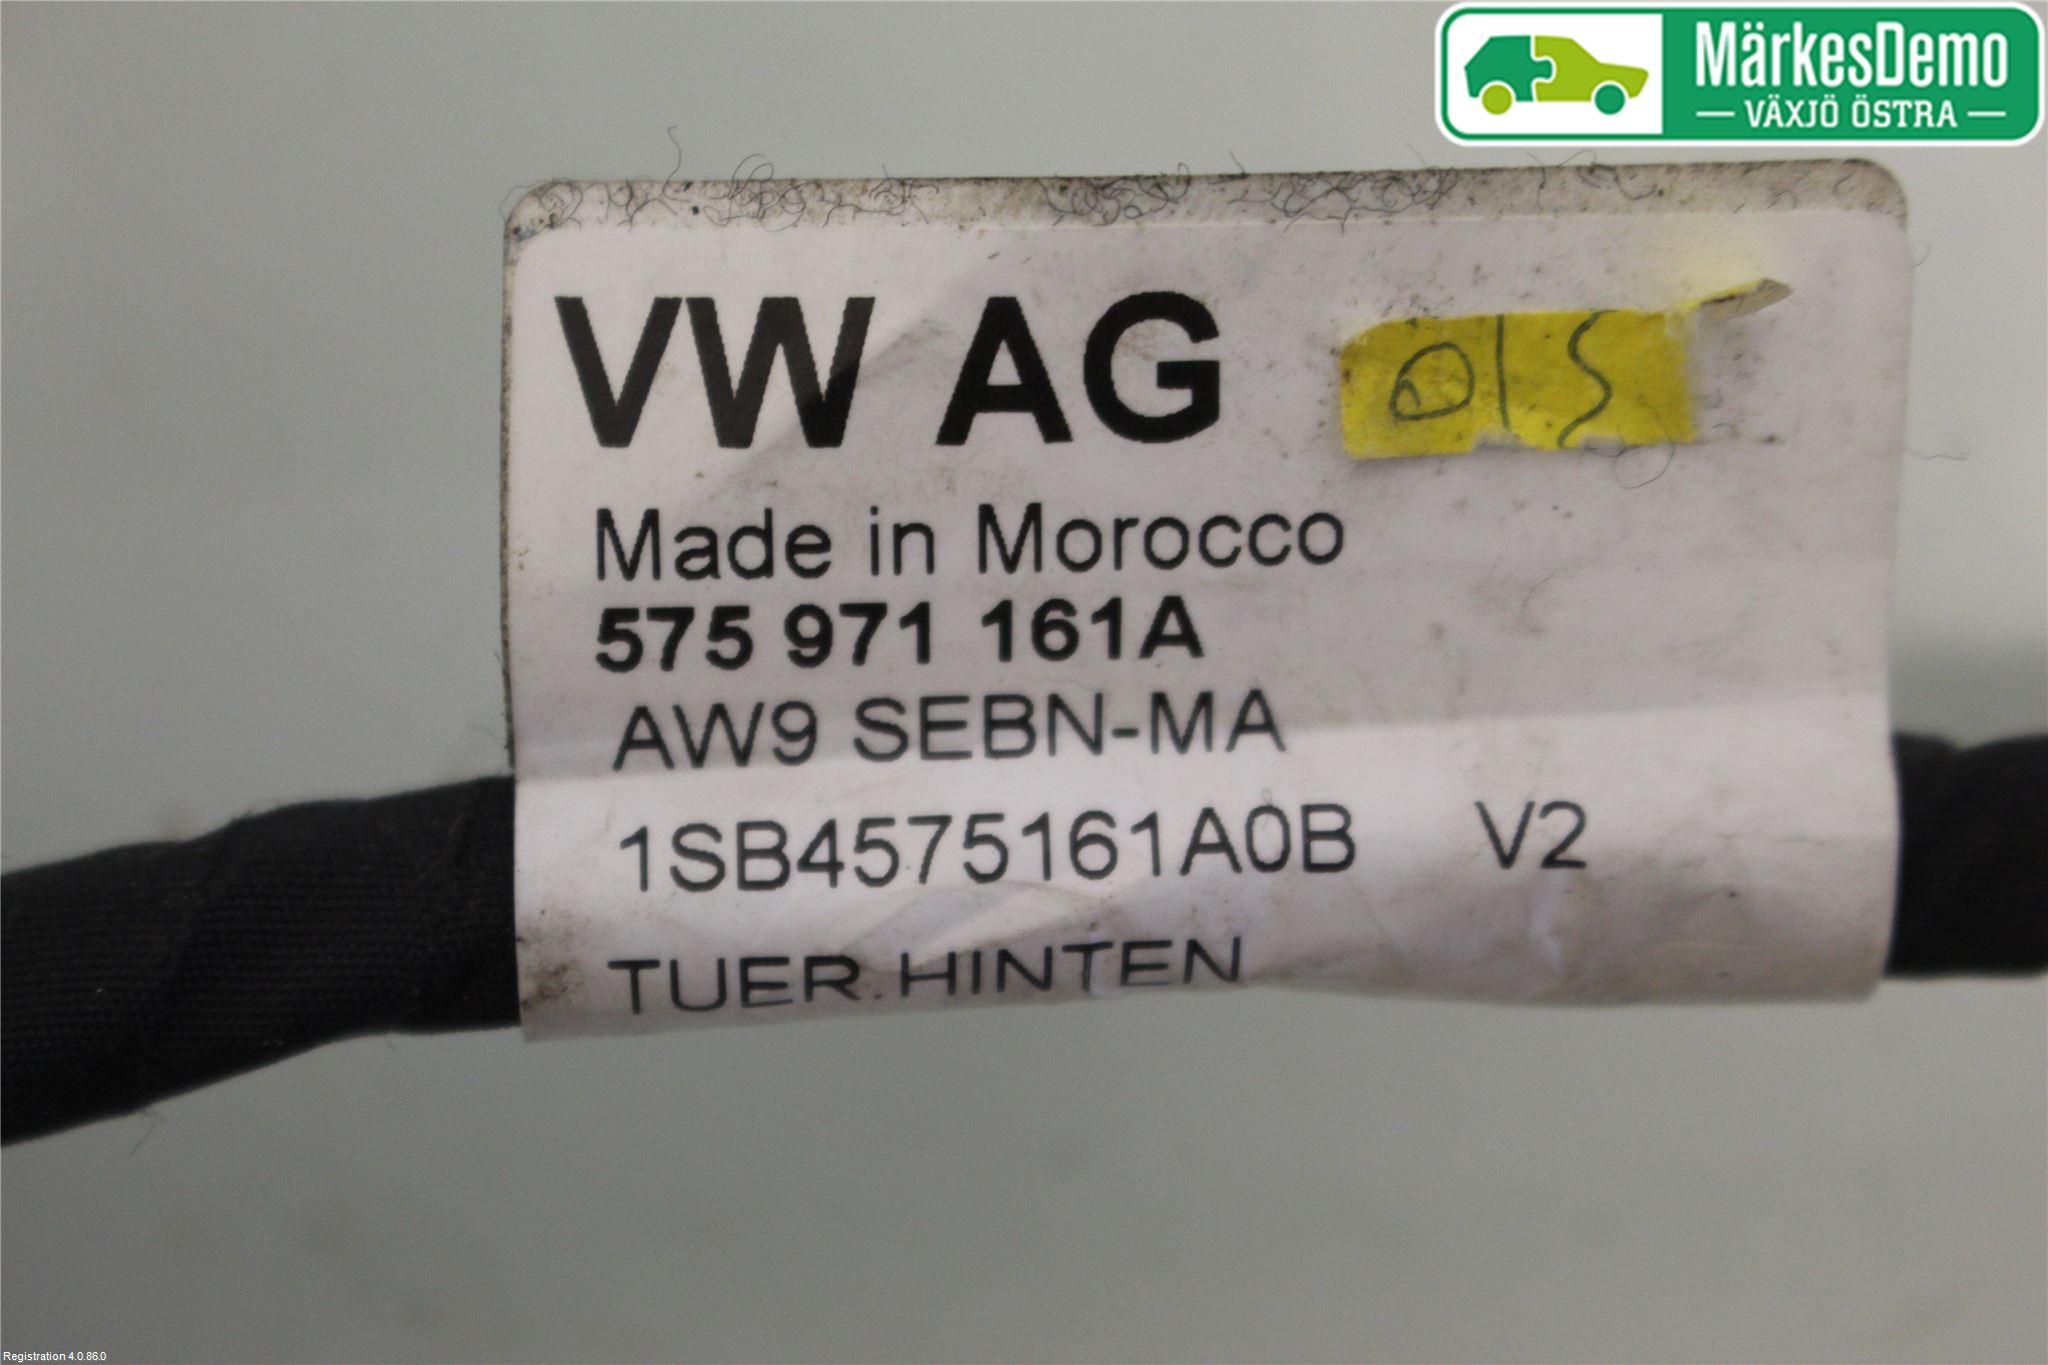 MärkesDemo
VÄXJÖ ÖSTRA
VW AG
015
Made in Morocco
575 971 161A
AW9 SEBN-MA
1SB4575161A0B V2
TUER HINTEN
Registration 4.0.86.0